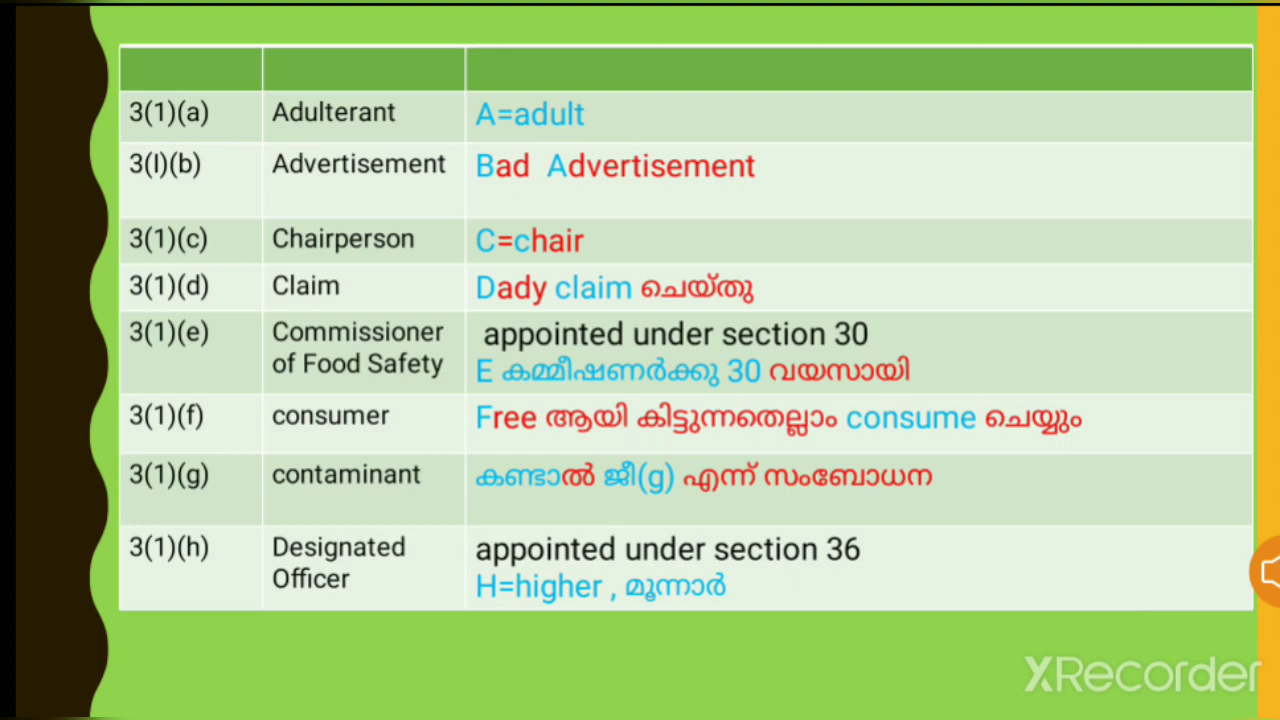 3(1)(a) Adulterant A=adult
3(I)(b) Advertisement Bad Advertisement
3(1)(c) Chairperson C=chair
3(1)(d) Claim Dady claim ചെയ്തു
3(1)(e) Commissioner appointed under section 30
of Food Safety E കമ്മീഷണർക്കു 30 വയസായി
3(1)(f) consumer Free ആയി കിട്ടുന്നതെല്ലാം consume ചെയ്യും
3(1)(g) contaminant കണ്ടാൽ ജീ(g) എന്ന് സംബോധന
3(1)(h) Designated appointed under section 36
Officer H=higher , മൂന്നാർ
XRecorder